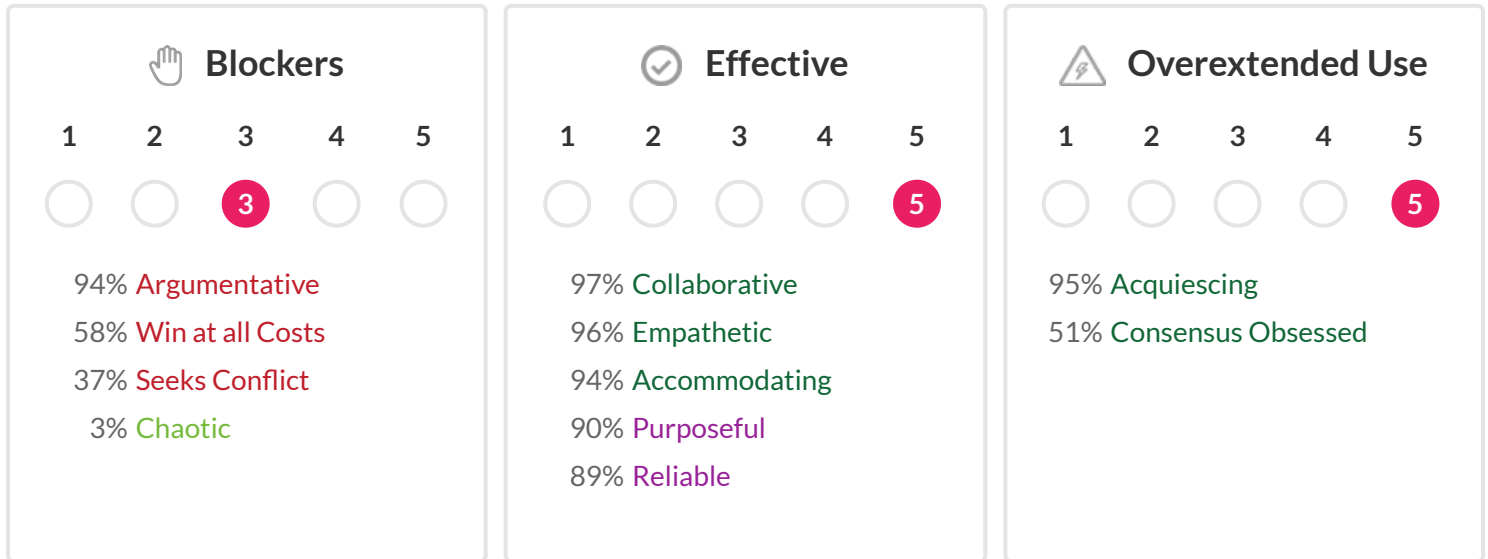 Blockers
1 2 3 4 5
3
94% Argumentative
58% Win at all Costs
37% Seeks Conflict
3% Chaotic
Effective
1 2 3 4 5
5
97% Collaborative
96% Empathetic
94% Accommodating
90% Purposeful
89% Reliable
Overextended Use
1 2 3 4 5
5
95% Acquiescing
51% Consensus Obsessed